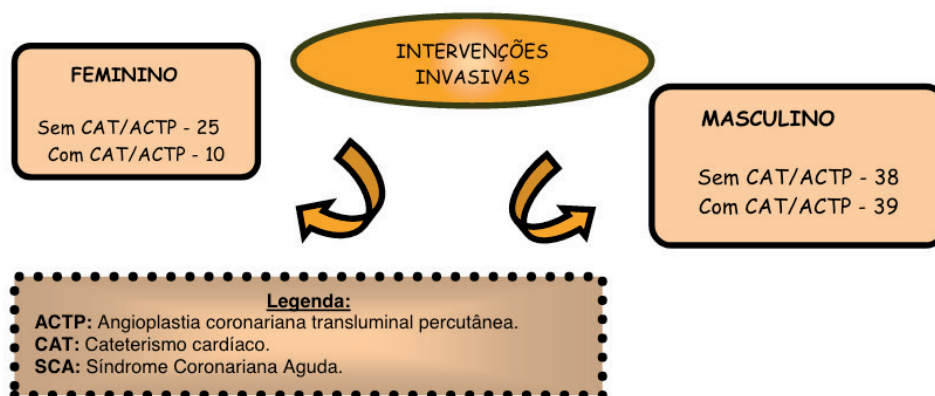 INTERVENÇÕES
INVASIVAS
FEMININO
Sem CAT/ACTP - 25
Com CAT/ACTP - 10
MASCULINO
Sem CAT/ACTP - 38
Com CAT/ACTP - 39
Legenda:
ACTP: Angioplastia coronariana transluminal percutânea.
CAT: Cateterismo cardíaco.
SCA: Síndrome Coronariana Aguda.